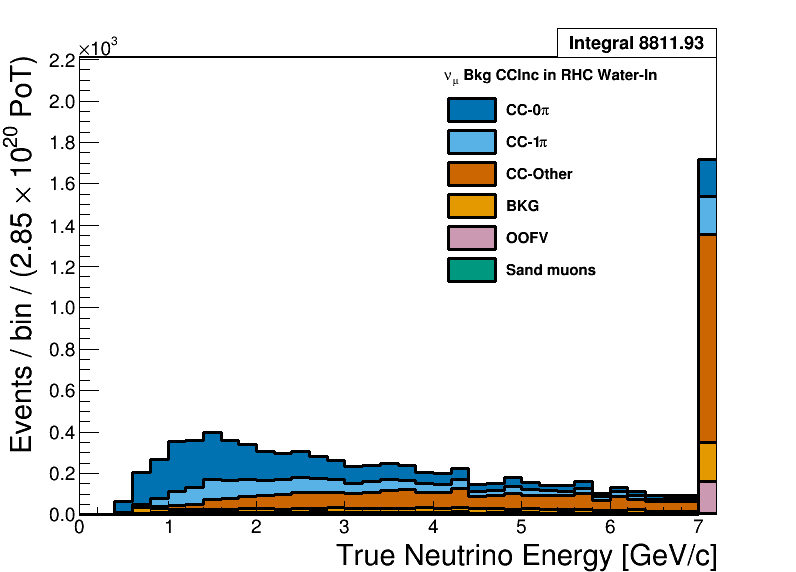 ×10³
Integral 8811.93
ν_μ Bkg CCInc in RHC Water-In
CC-0π
CC-1π
CC-Other
BKG
OOFV
Sand muons
Events / bin / (2.85 × 10²⁰ PoT)
2.2
2.0
1.8
1.6
1.4
1.2
1.0
0.8
0.6
0.4
0.2
0.0
0 1 2 3 4 5 6 7
True Neutrino Energy [GeV/c]